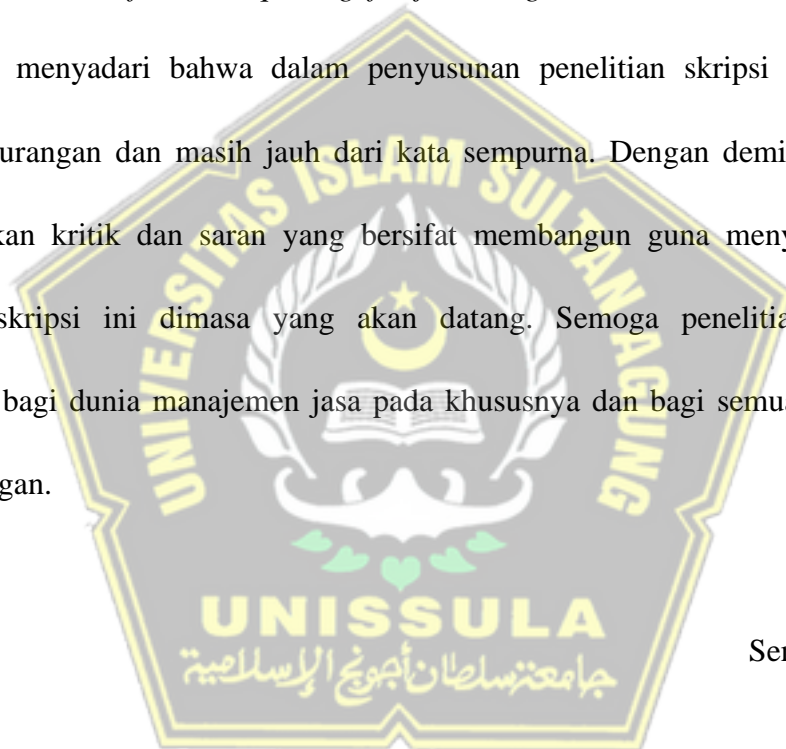 menyadari bahwa dalam penyusunan penelitian skripsi
urangan dan masih jauh dari kata sempurna. Dengan demi
kan kritik dan saran yang bersifat membangun guna meny
skripsi ini dimasa yang akan datang. Semoga penelitia
bagi dunia manajemen jasa pada khususnya dan bagi semua
gan.
UNIVERSITAS ISLAM SULTAN AGUNG
UNISSULA
جامعة سلطان أجونج الإسلامية
Ser